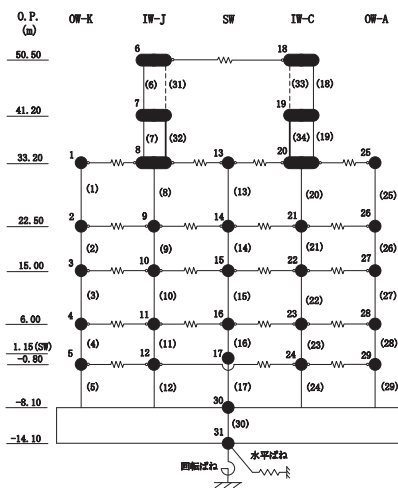 O.P. OW-K IW-J SW IW-C OW-A
(m)
6 18
50.50
(6) (31) (33) (18)
7 19
41.20
(7) (32) (34) (19)
33.20 1 8 13 20 25
(1) (8) (13) (20) (25)
22.50 2 9 14 21 26
(2) (9) (14) (21) (26)
15.00 3 10 15 22 27
(3) (10) (15) (22) (27)
6.00 4 11 16 23 28
(4) (11) (16) (23) (28)
1.15(SW) 17
-0.80 5 12 24 29
(5) (12) (17) (24) (29)
-8.10 30
(30)
-14.10 31
水平ばね
回転ばね